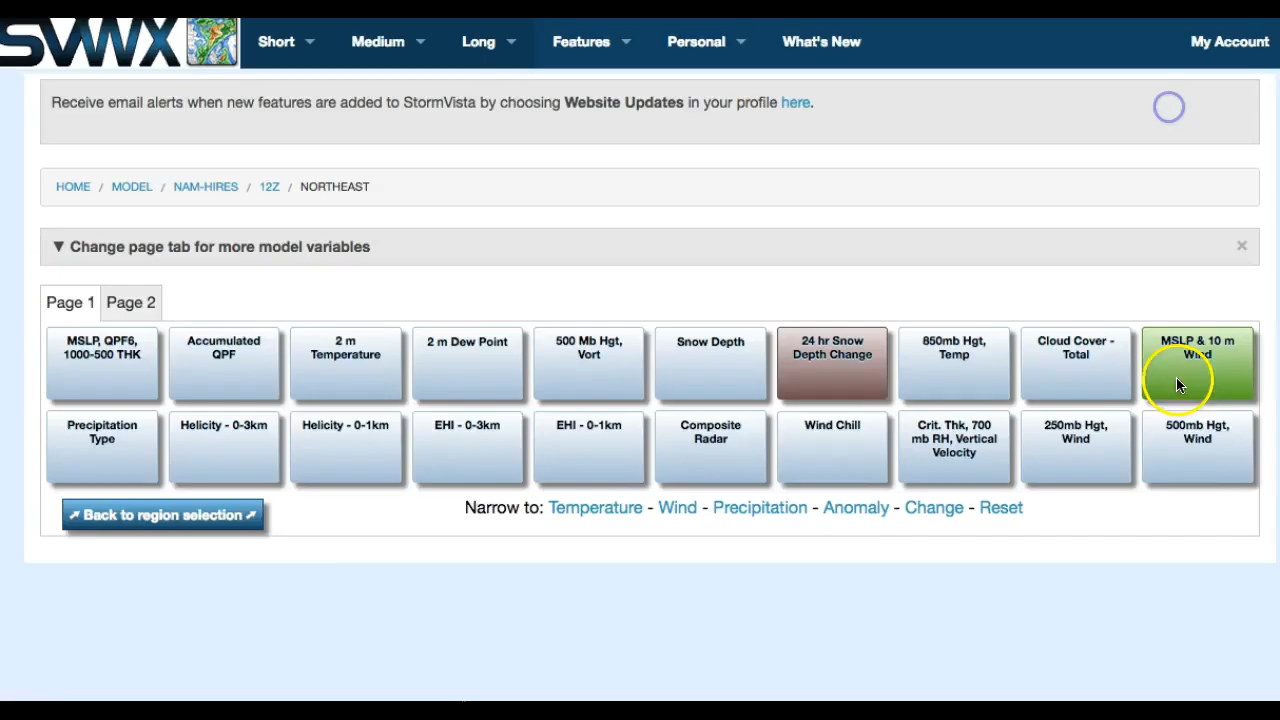 SVWX Short Medium Long Features Personal What's New My Account
Receive email alerts when new features are added to StormVista by choosing Website Updates in your profile here.
HOME / MODEL / NAM-HIRES / 12Z / NORTHEAST
▼ Change page tab for more model variables ×
Page 1 Page 2
MSLP, QPF6,
1000-500 THK
Accumulated
QPF
2 m
Temperature
2 m Dew Point
500 Mb Hgt,
Vort
Snow Depth
24 hr Snow
Depth Change
850mb Hgt,
Temp
Cloud Cover -
Total
MSLP & 10 m
Wind
Precipitation
Type
Helicity - 0-3km
Helicity - 0-1km
EHI - 0-3km
EHI - 0-1km
Composite
Radar
Wind Chill
Crit. Thk, 700
mb RH, Vertical
Velocity
250mb Hgt,
Wind
500mb Hgt,
Wind
Back to region selection
Narrow to: Temperature - Wind - Precipitation - Anomaly - Change - Reset